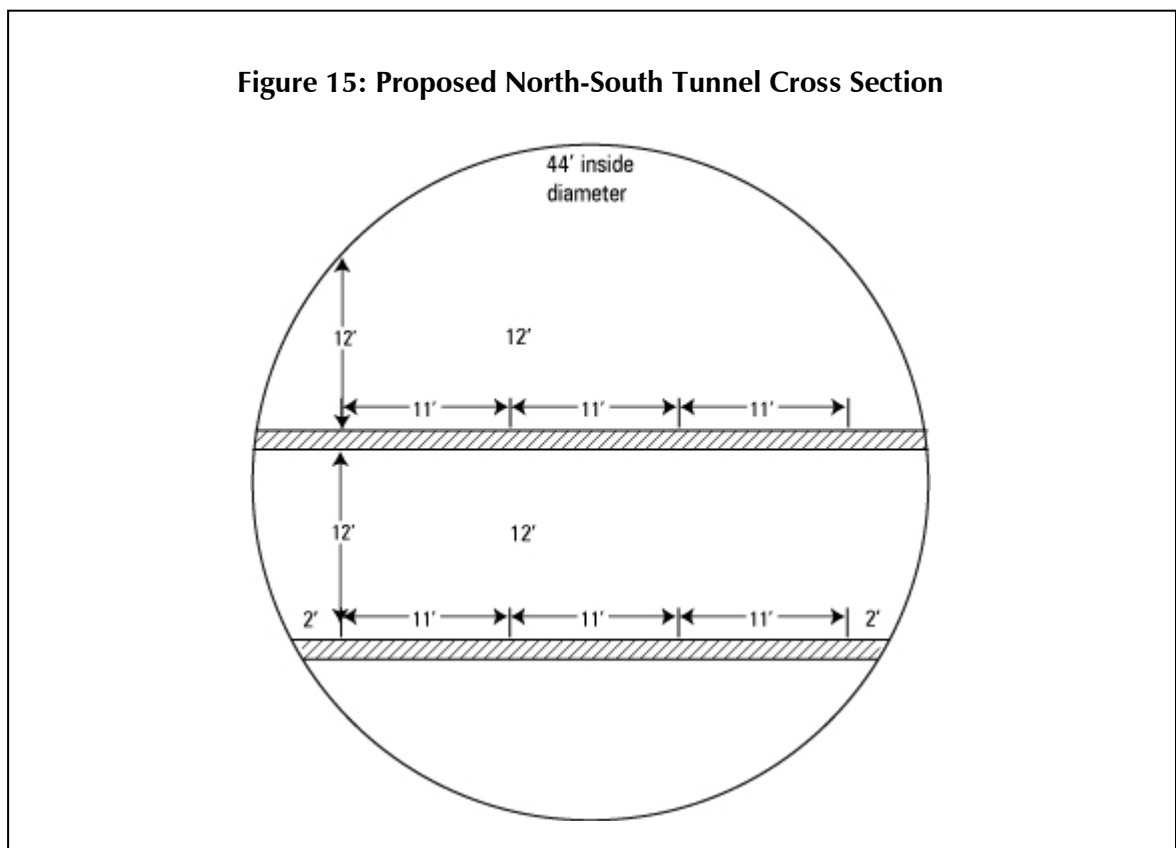 Figure 15: Proposed North-South Tunnel Cross Section
44' inside
diameter
12' 12'
11' 11' 11'
12' 12'
2' 11' 11' 11' 2'